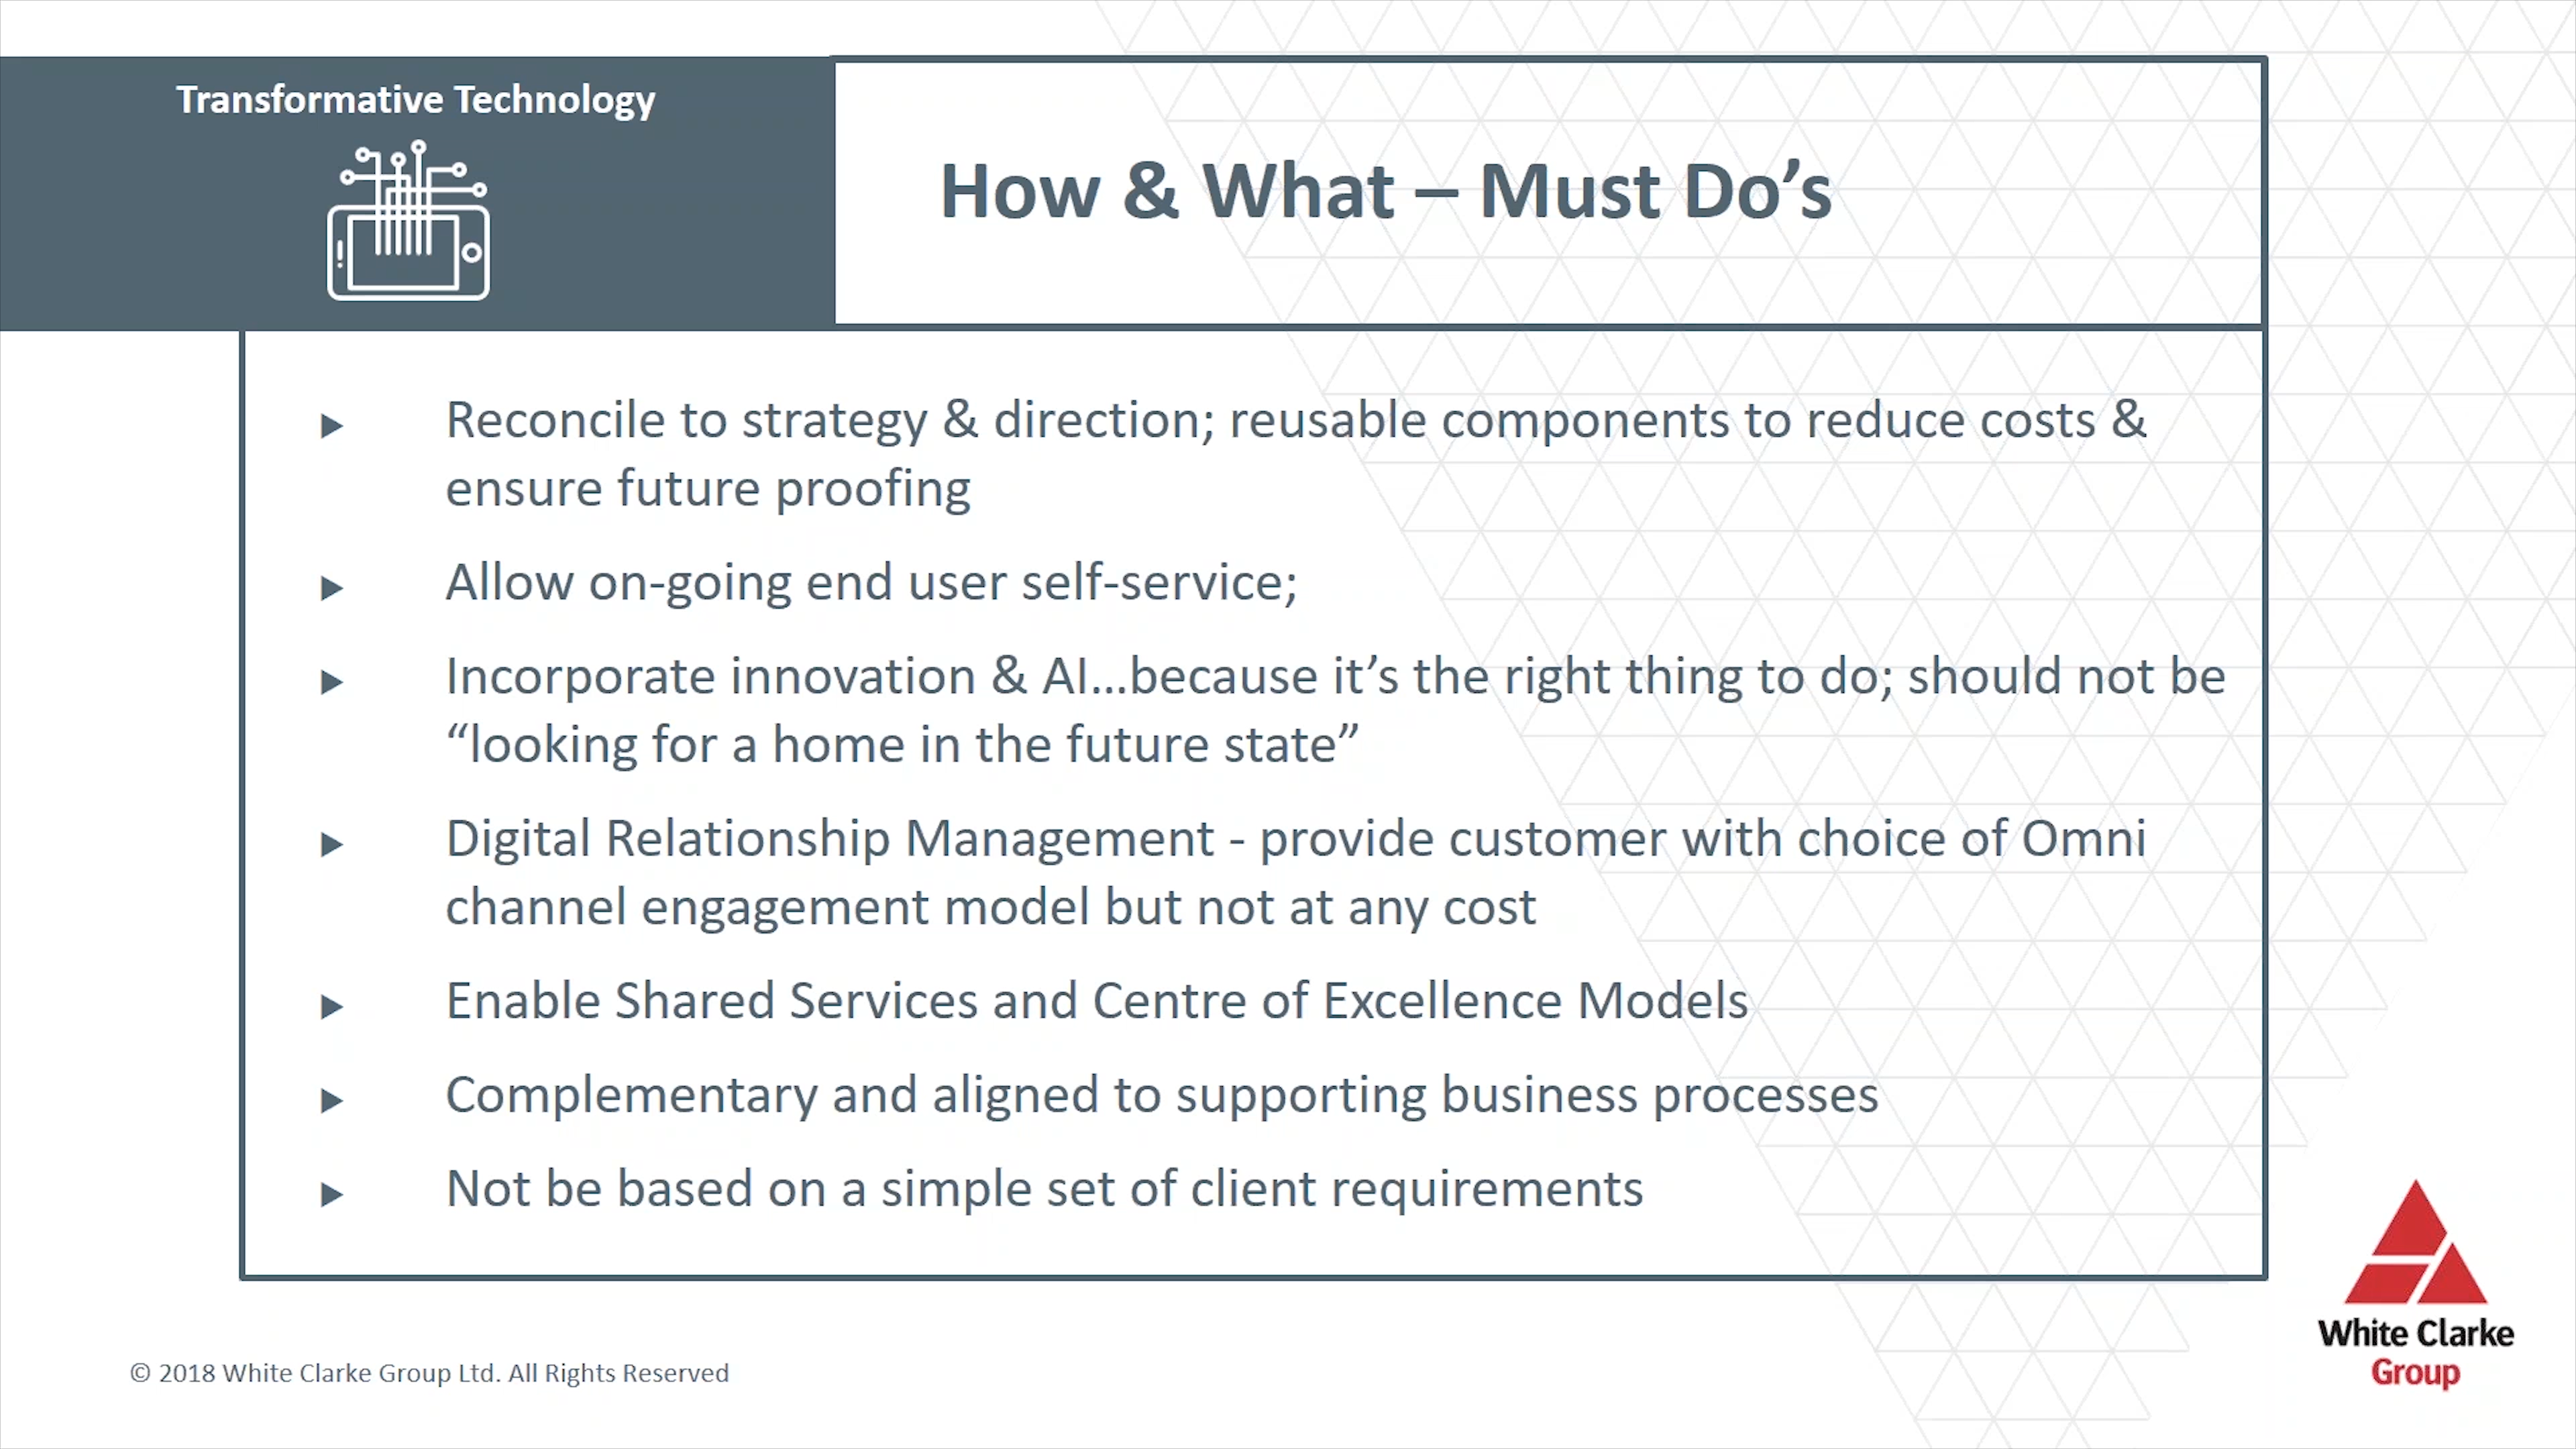 Transformative Technology
How & What – Must Do’s
▶ Reconcile to strategy & direction; reusable components to reduce costs &
ensure future proofing
▶ Allow on-going end user self-service;
▶ Incorporate innovation & AI…because it’s the right thing to do; should not be
“looking for a home in the future state”
▶ Digital Relationship Management - provide customer with choice of Omni
channel engagement model but not at any cost
▶ Enable Shared Services and Centre of Excellence Models
▶ Complementary and aligned to supporting business processes
▶ Not be based on a simple set of client requirements
White Clarke
Group
© 2018 White Clarke Group Ltd. All Rights Reserved